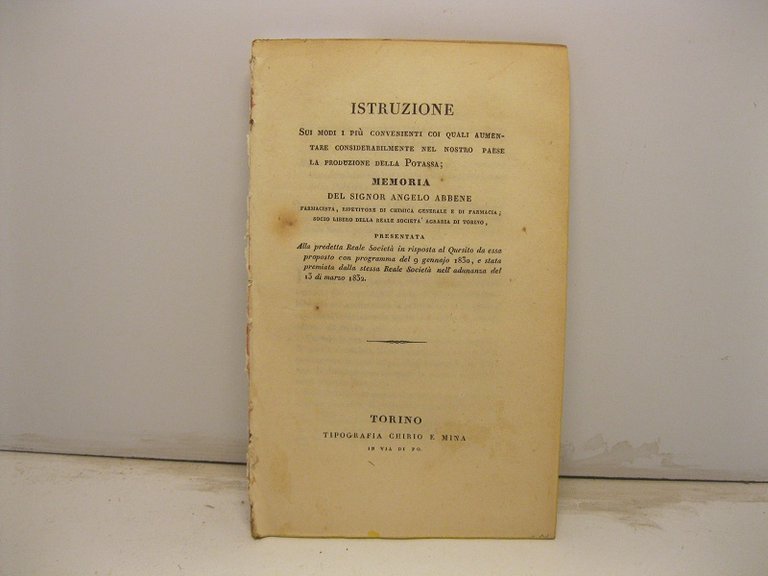 ISTRUZIONE
SUI MODI I PIÙ CONVENIENTI COI QUALI AUMEN-
TARE CONSIDERABILMENTE NEL NOSTRO PAESE
LA PRODUZIONE DELLA POTASSA;
MEMORIA
DEL SIGNOR ANGELO ABBENE
FARMACISTA, RIPETITORE DI CHIMICA GENERALE E DI FARMACIA;
SOCIO LIBERO DELLA REALE SOCIETÀ AGRARIA DI TORINO,
PRESENTATA
Alla predetta Reale Società in risposta al Quesito da essa
proposto con programma del 9 gennajo 1830, e stata
premiata dalla stessa Reale Società nell'adunanza del
13 di marzo 1832.
TORINO
TIPOGRAFIA CHIRIO E MINA
IN VIA DI PO.